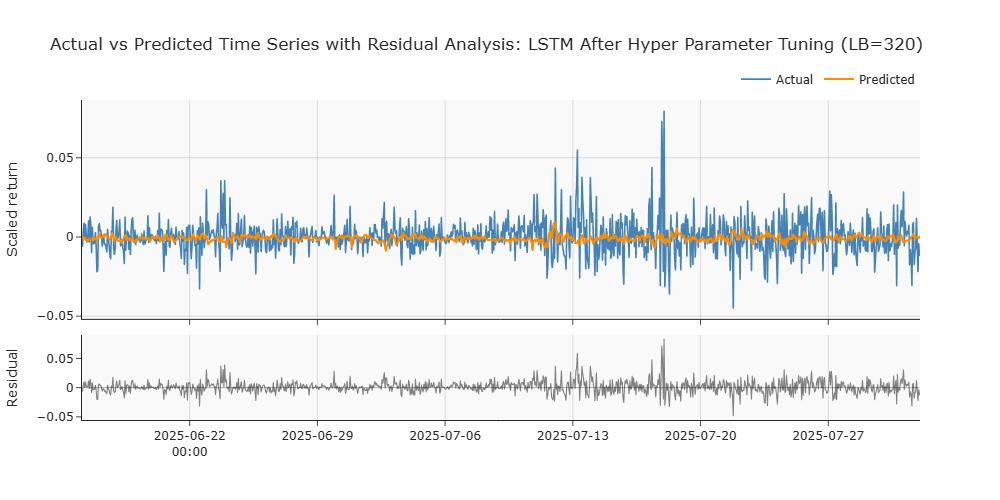 Actual vs Predicted Time Series with Residual Analysis: LSTM After Hyper Parameter Tuning (LB=320)
Actual
Predicted
Scaled return
0.05
0
−0.05
Residual
0.05
0
−0.05
2025-06-22
00:00
2025-06-29
2025-07-06
2025-07-13
2025-07-20
2025-07-27